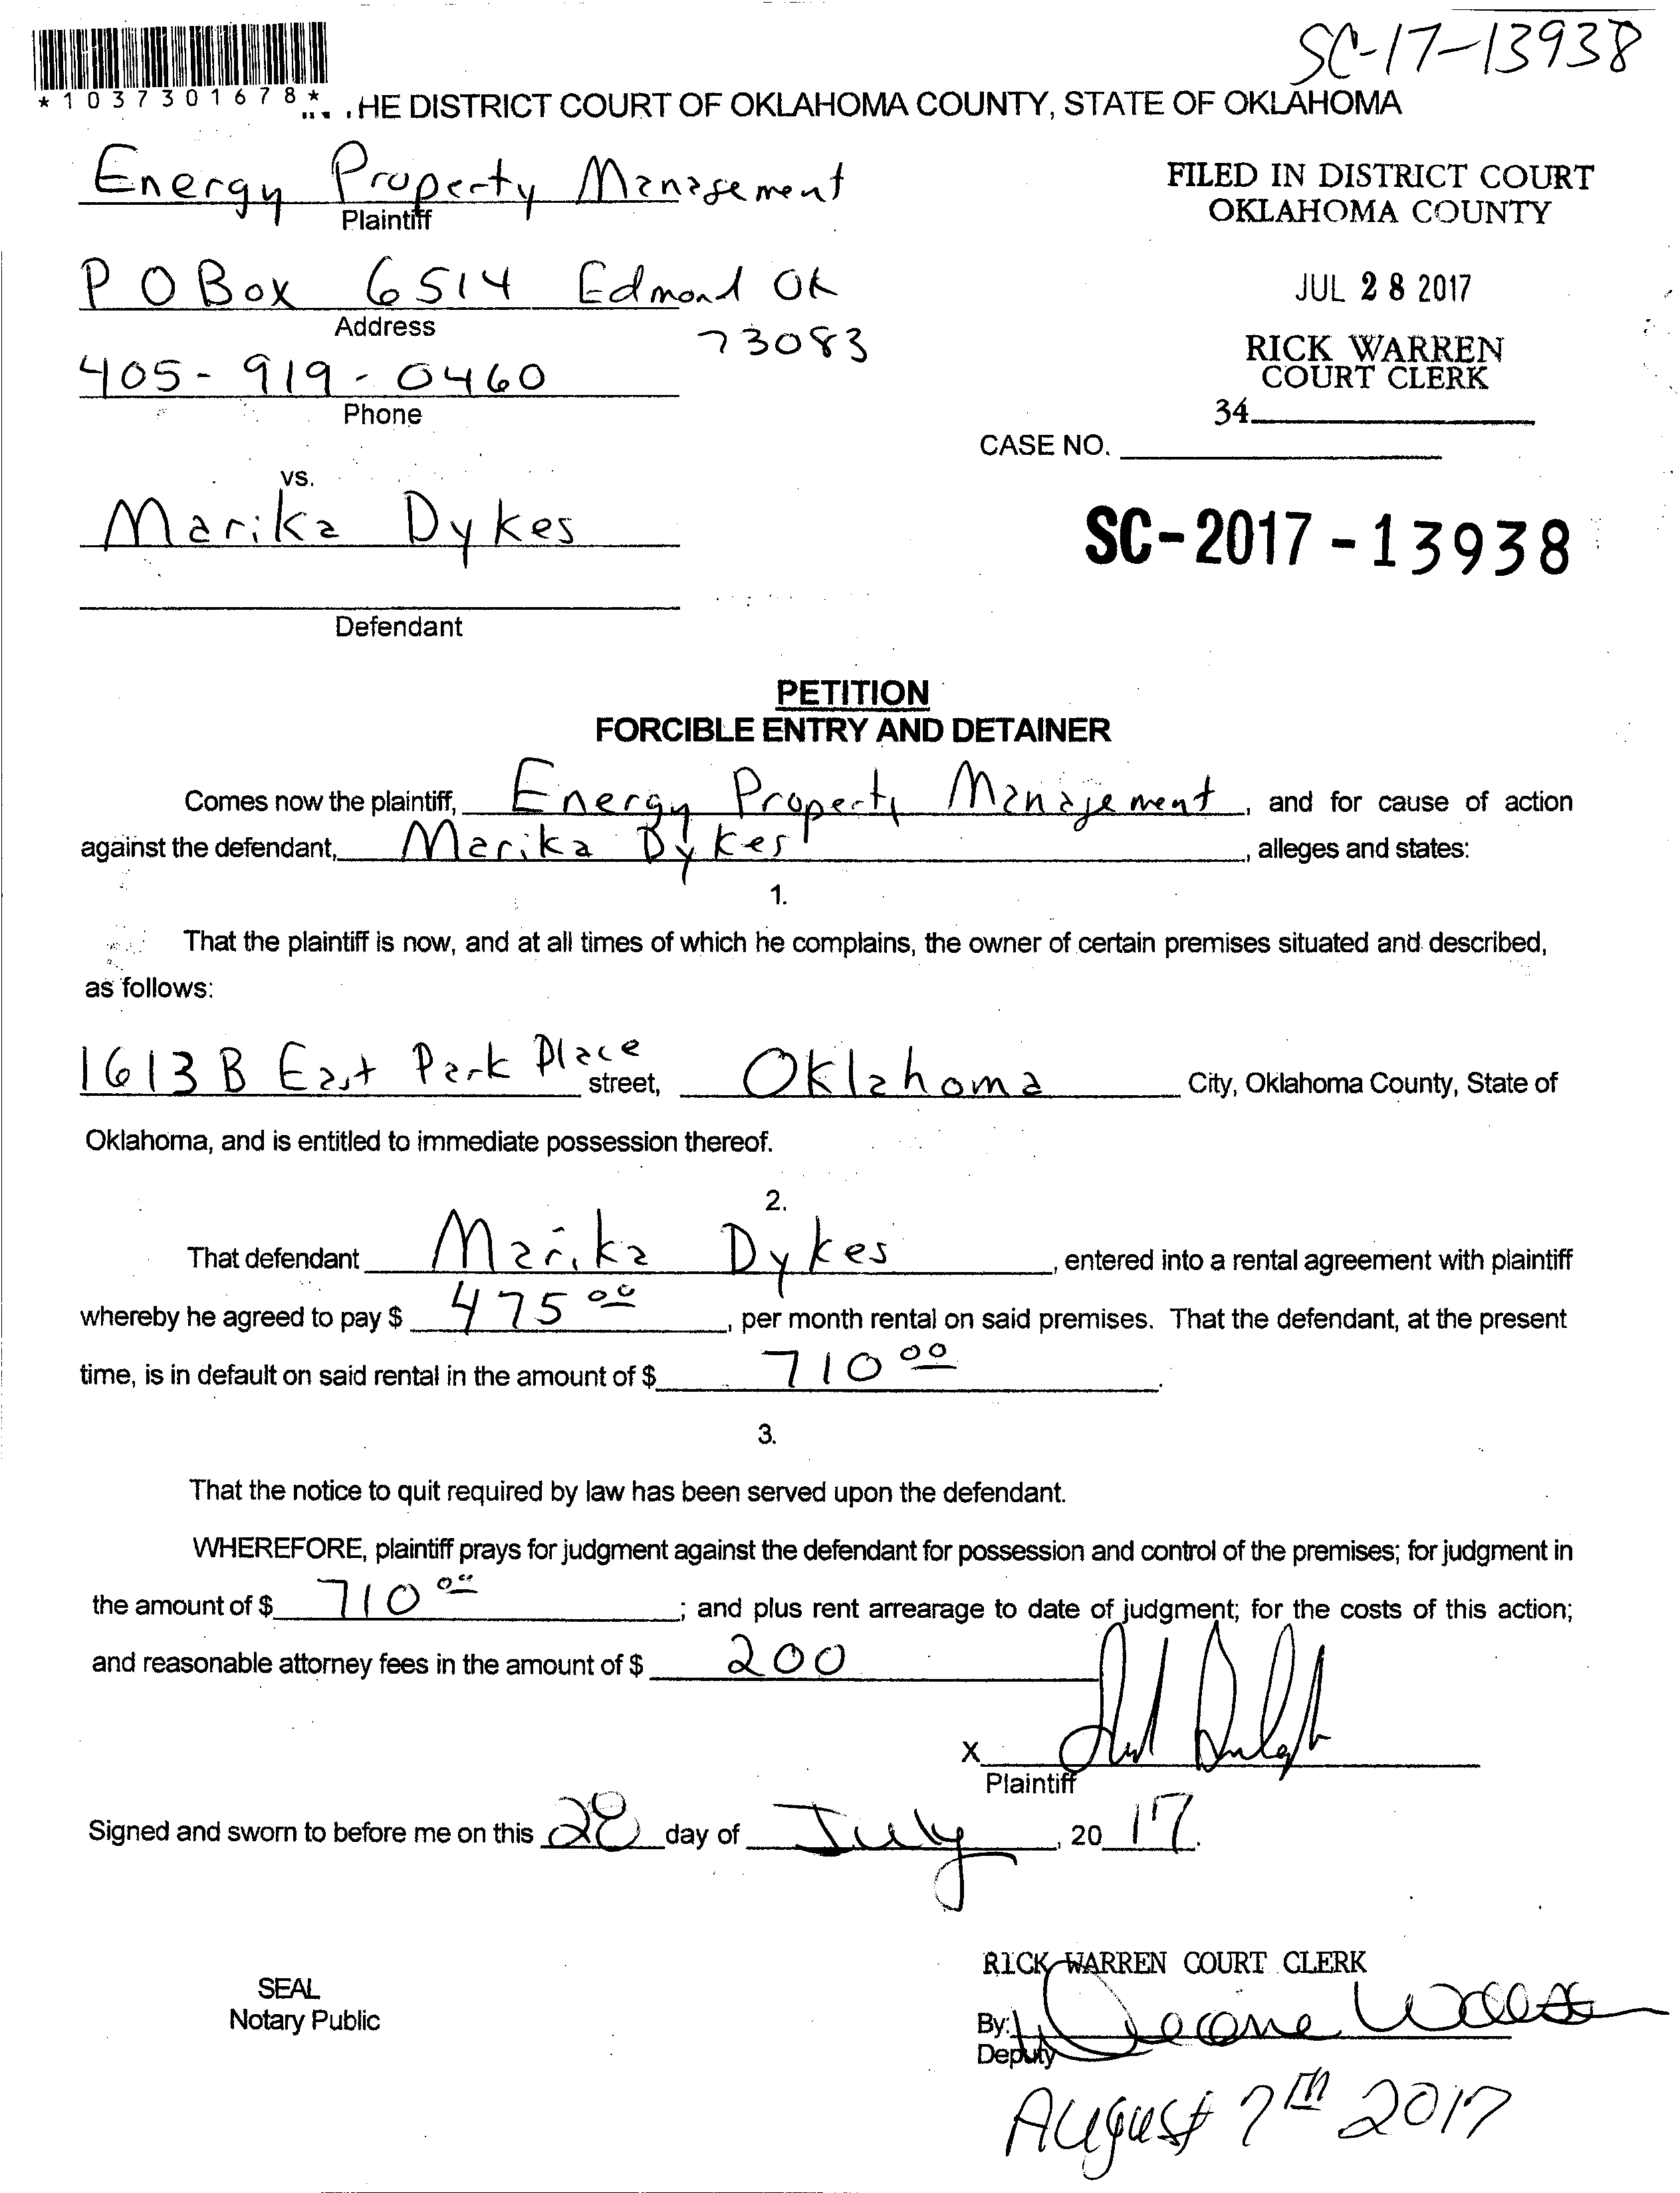 SC-17-13938
*1037301678*
HE DISTRICT COURT OF OKLAHOMA COUNTY, STATE OF OKLAHOMA
Energy Property Management
Plaintiff
FILED IN DISTRICT COURT
OKLAHOMA COUNTY
P O Box 6514 Edmond OK
Address
73083
JUL 28 2017
405-919-0460
Phone
RICK WARREN
COURT CLERK
34
CASE NO.
vs.
Marika Dykes
SC-2017-13938
Defendant
PETITION
FORCIBLE ENTRY AND DETAINER
Comes now the plaintiff, Energy Property Management, and for cause of action
against the defendant, Marika Dykes, alleges and states:
1.
That the plaintiff is now, and at all times of which he complains, the owner of certain premises situated and described,
as follows:
1613 B East Park Place street, Oklahoma City, Oklahoma County, State of
Oklahoma, and is entitled to immediate possession thereof.
2.
That defendant Marika Dykes, entered into a rental agreement with plaintiff
whereby he agreed to pay $ 475 00, per month rental on said premises. That the defendant, at the present
time, is in default on said rental in the amount of $ 710 00.
3.
That the notice to quit required by law has been served upon the defendant.
WHEREFORE, plaintiff prays for judgment against the defendant for possession and control of the premises; for judgment in
the amount of $ 710 00; and plus rent arrearage to date of judgment; for the costs of this action;
and reasonable attorney fees in the amount of $ 200
X
Plaintiff
Signed and sworn to before me on this 28 day of July, 20 17.
SEAL
Notary Public
RICK WARREN COURT CLERK
By:
Deputy
August 7th 2017